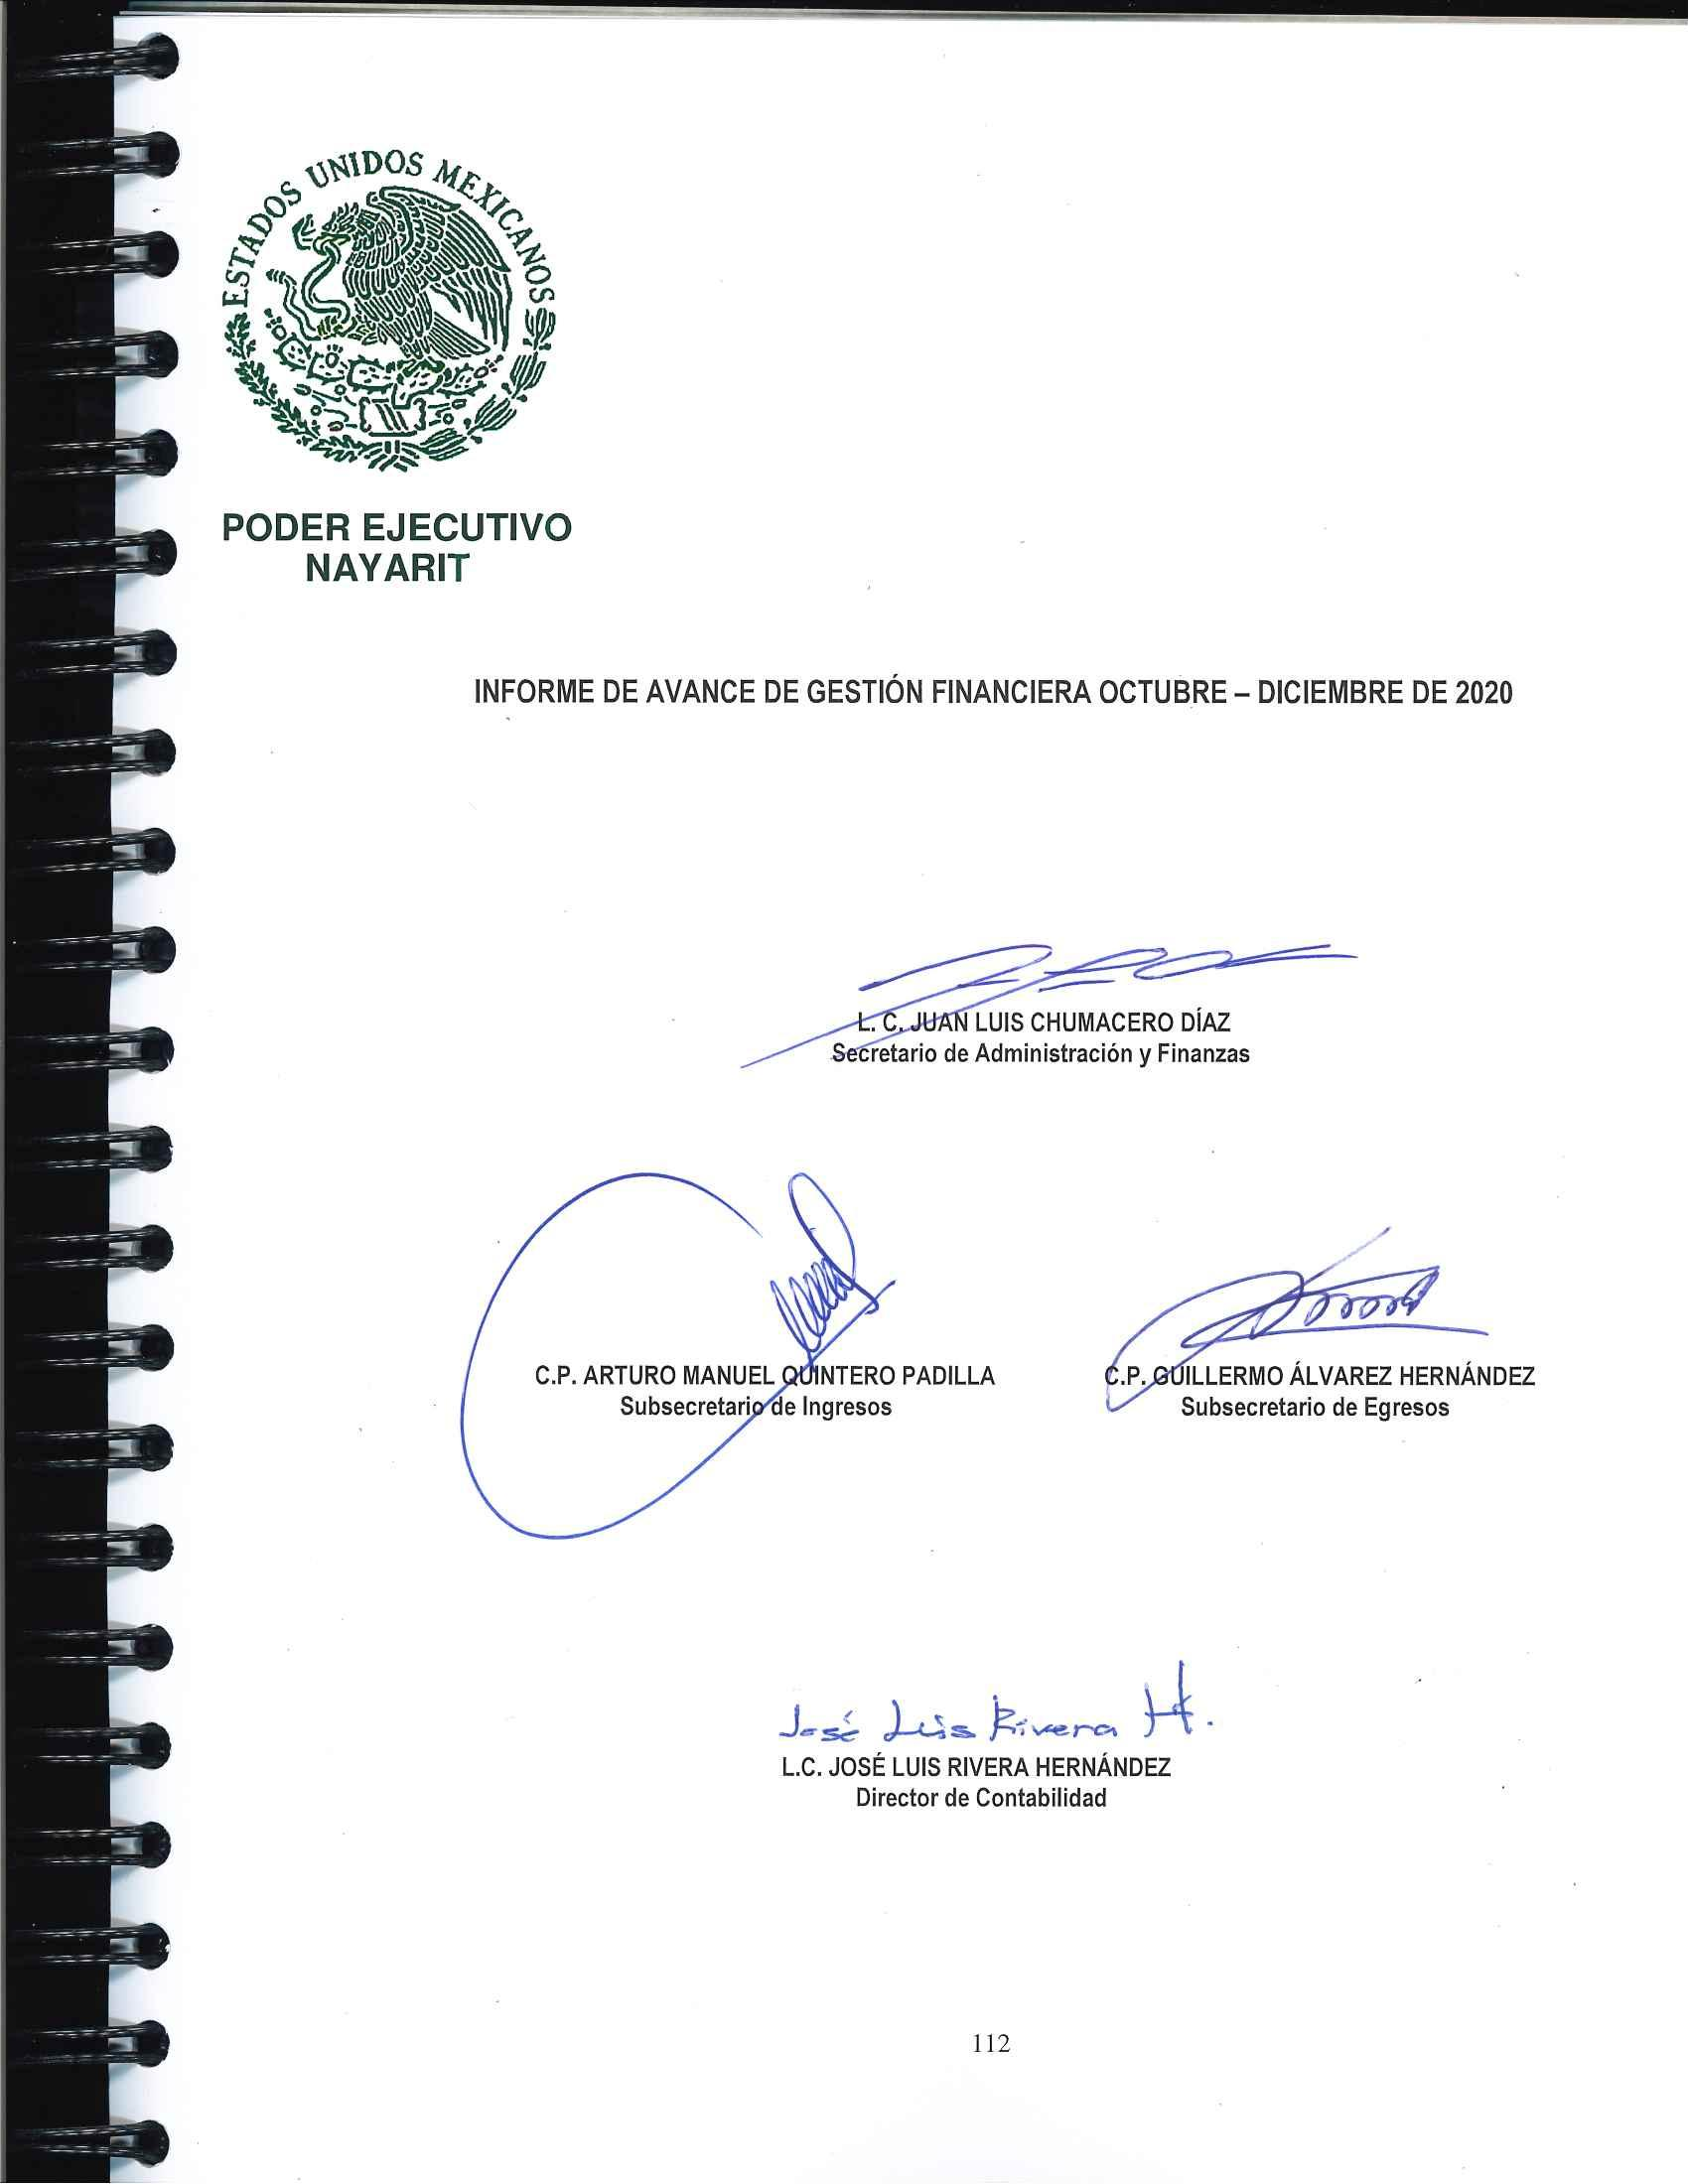 ESTADOS UNIDOS MEXICANOS
PODER EJECUTIVO
NAYARIT
INFORME DE AVANCE DE GESTIÓN FINANCIERA OCTUBRE – DICIEMBRE DE 2020
L. C. JUAN LUIS CHUMACERO DÍAZ
Secretario de Administración y Finanzas
C.P. ARTURO MANUEL QUINTERO PADILLA
Subsecretario de Ingresos
C.P. GUILLERMO ÁLVAREZ HERNÁNDEZ
Subsecretario de Egresos
José Luis Rivera H.
L.C. JOSÉ LUIS RIVERA HERNÁNDEZ
Director de Contabilidad
112